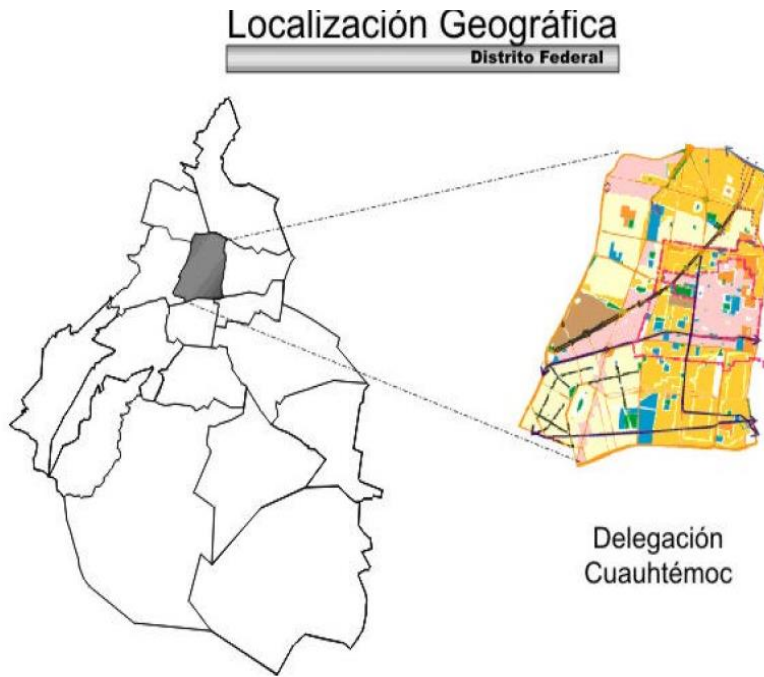 Localización Geográfica
Distrito Federal
Delegación
Cuauhtémoc